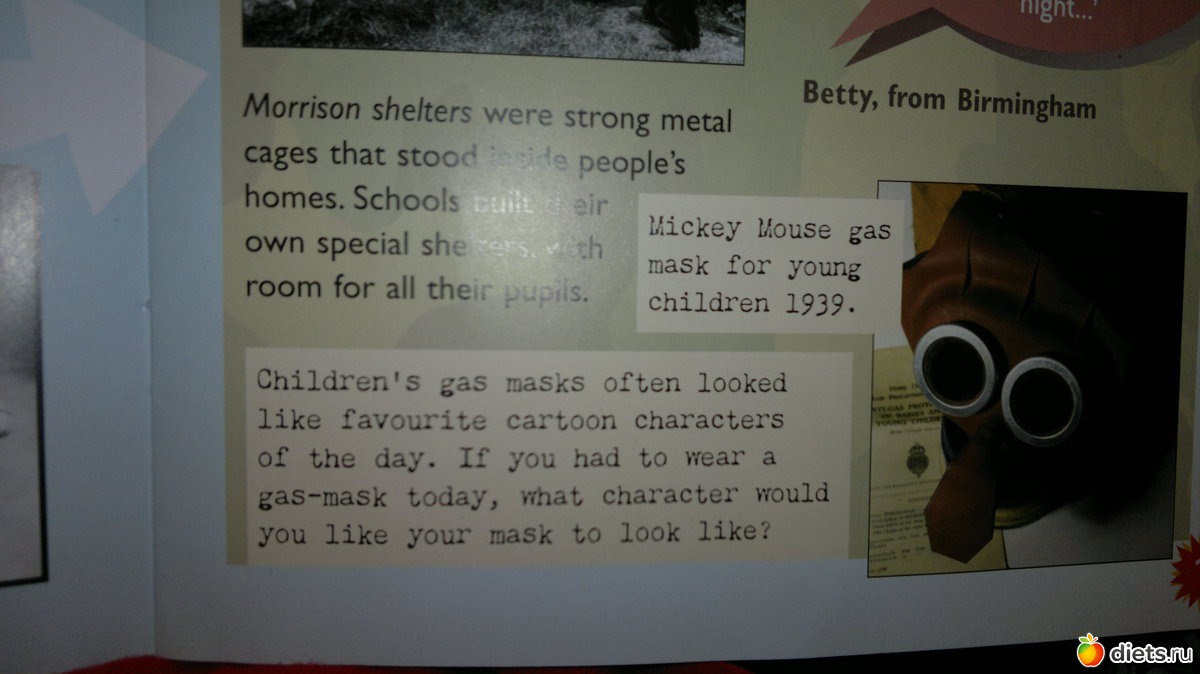 night...'
Betty, from Birmingham
Morrison shelters were strong metal
cages that stood inside people's
homes. Schools built their
own special shelters, with
room for all their pupils.
Mickey Mouse gas
mask for young
children 1939.
Children's gas masks often looked
like favourite cartoon characters
of the day. If you had to wear a
gas-mask today, what character would
you like your mask to look like?
OF BABIES
YOUNG
diets.ru